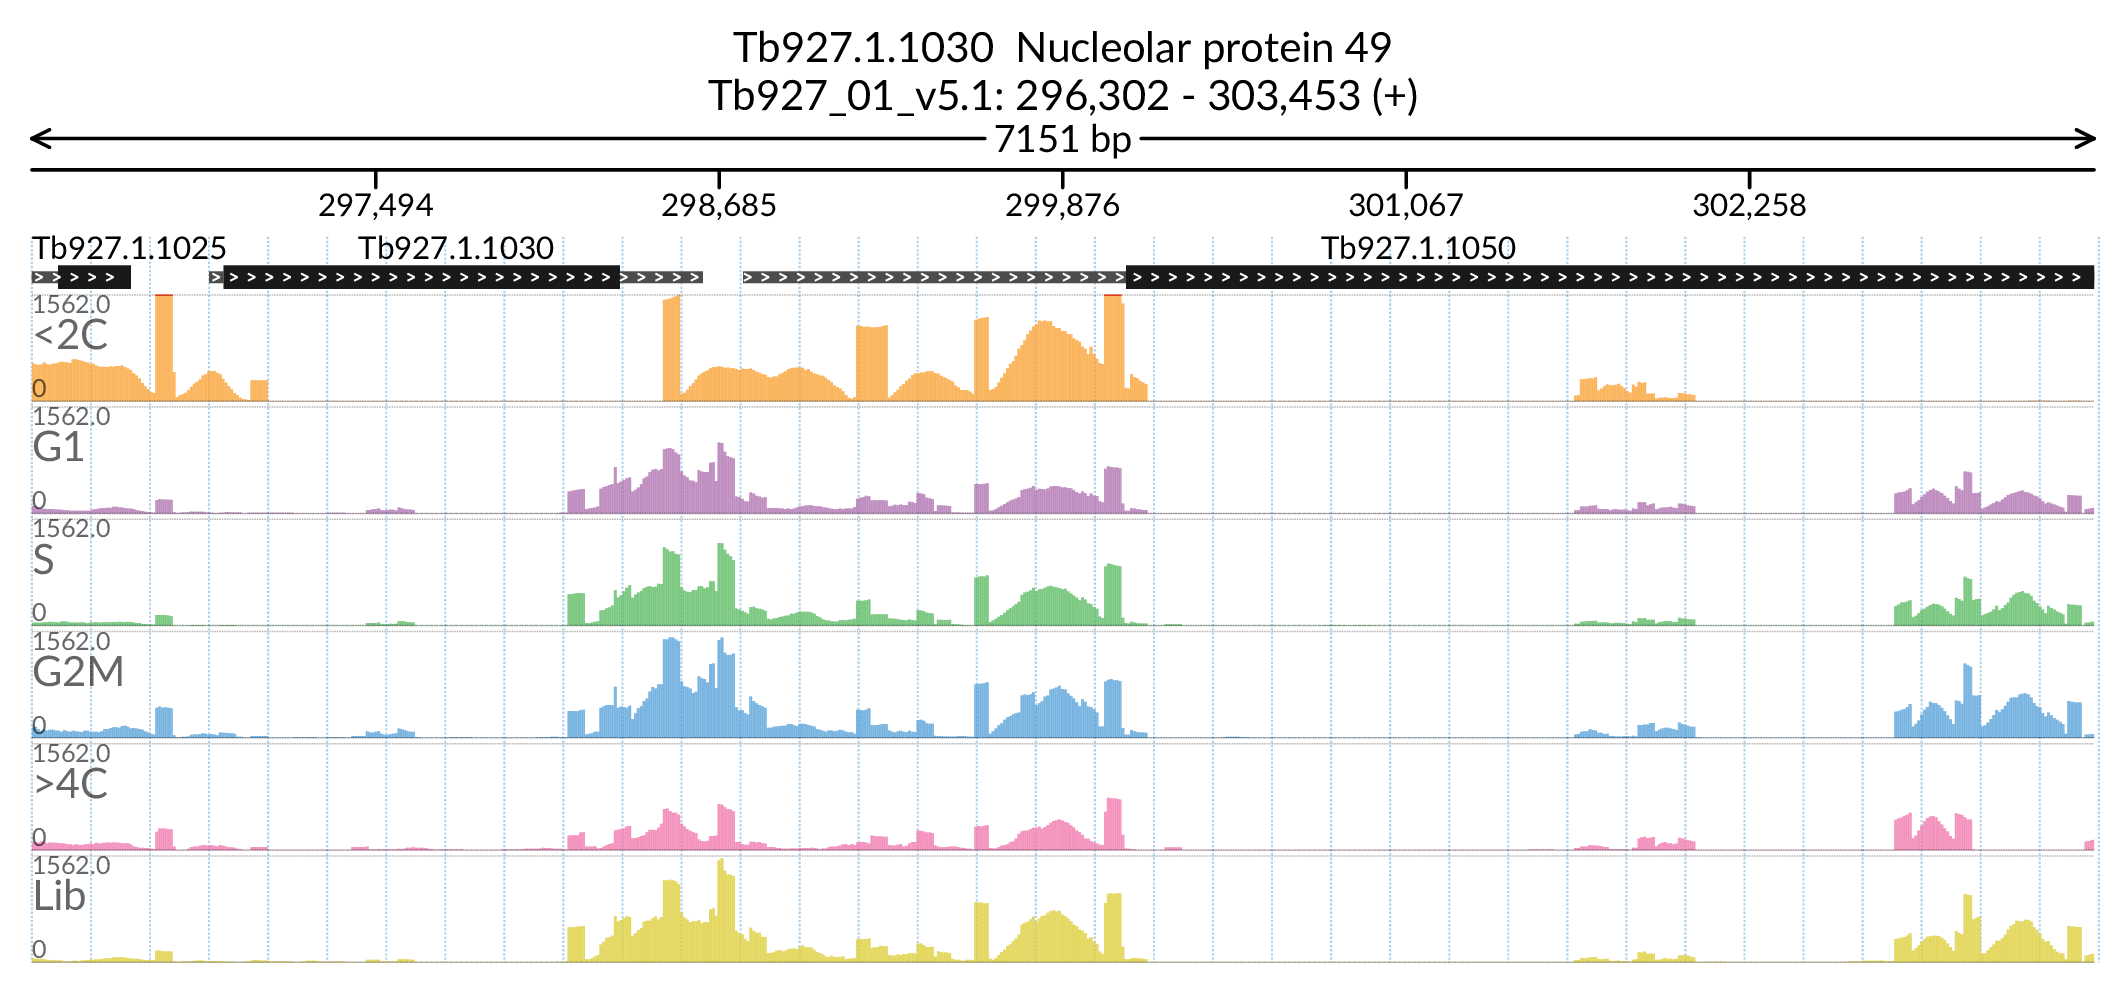 Tb927.1.1030  Nucleolar protein 49
Tb927_01_v5.1: 296,302 - 303,453 (+)
7151 bp
297,494 298,685 299,876 301,067 302,258
Tb927.1.1025 Tb927.1.1030 Tb927.1.1050
1562.0
<2C
0
1562.0
G1
0
1562.0
S
0
1562.0
G2M
0
1562.0
>4C
0
1562.0
Lib
0